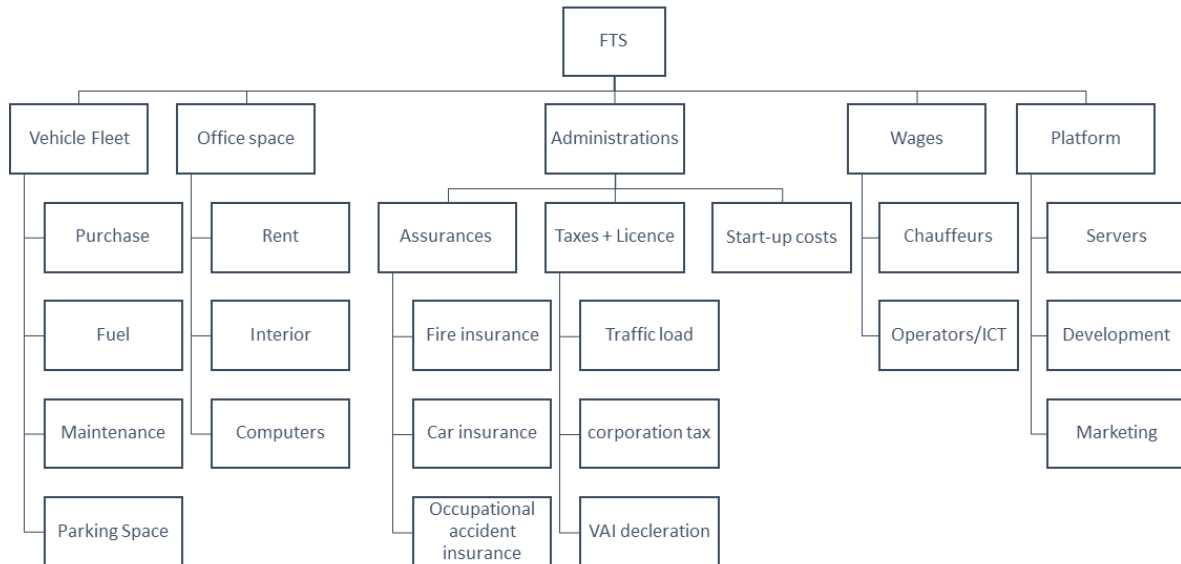 FTS
Vehicle Fleet
Office space
Administrations
Wages
Platform
Purchase
Rent
Assurances
Taxes + Licence
Start-up costs
Chauffeurs
Servers
Fuel
Interior
Fire insurance
Traffic load
Operators/ICT
Development
Maintenance
Computers
Car insurance
corporation tax
Marketing
Parking Space
Occupational
accident
insurance
VAI decleration